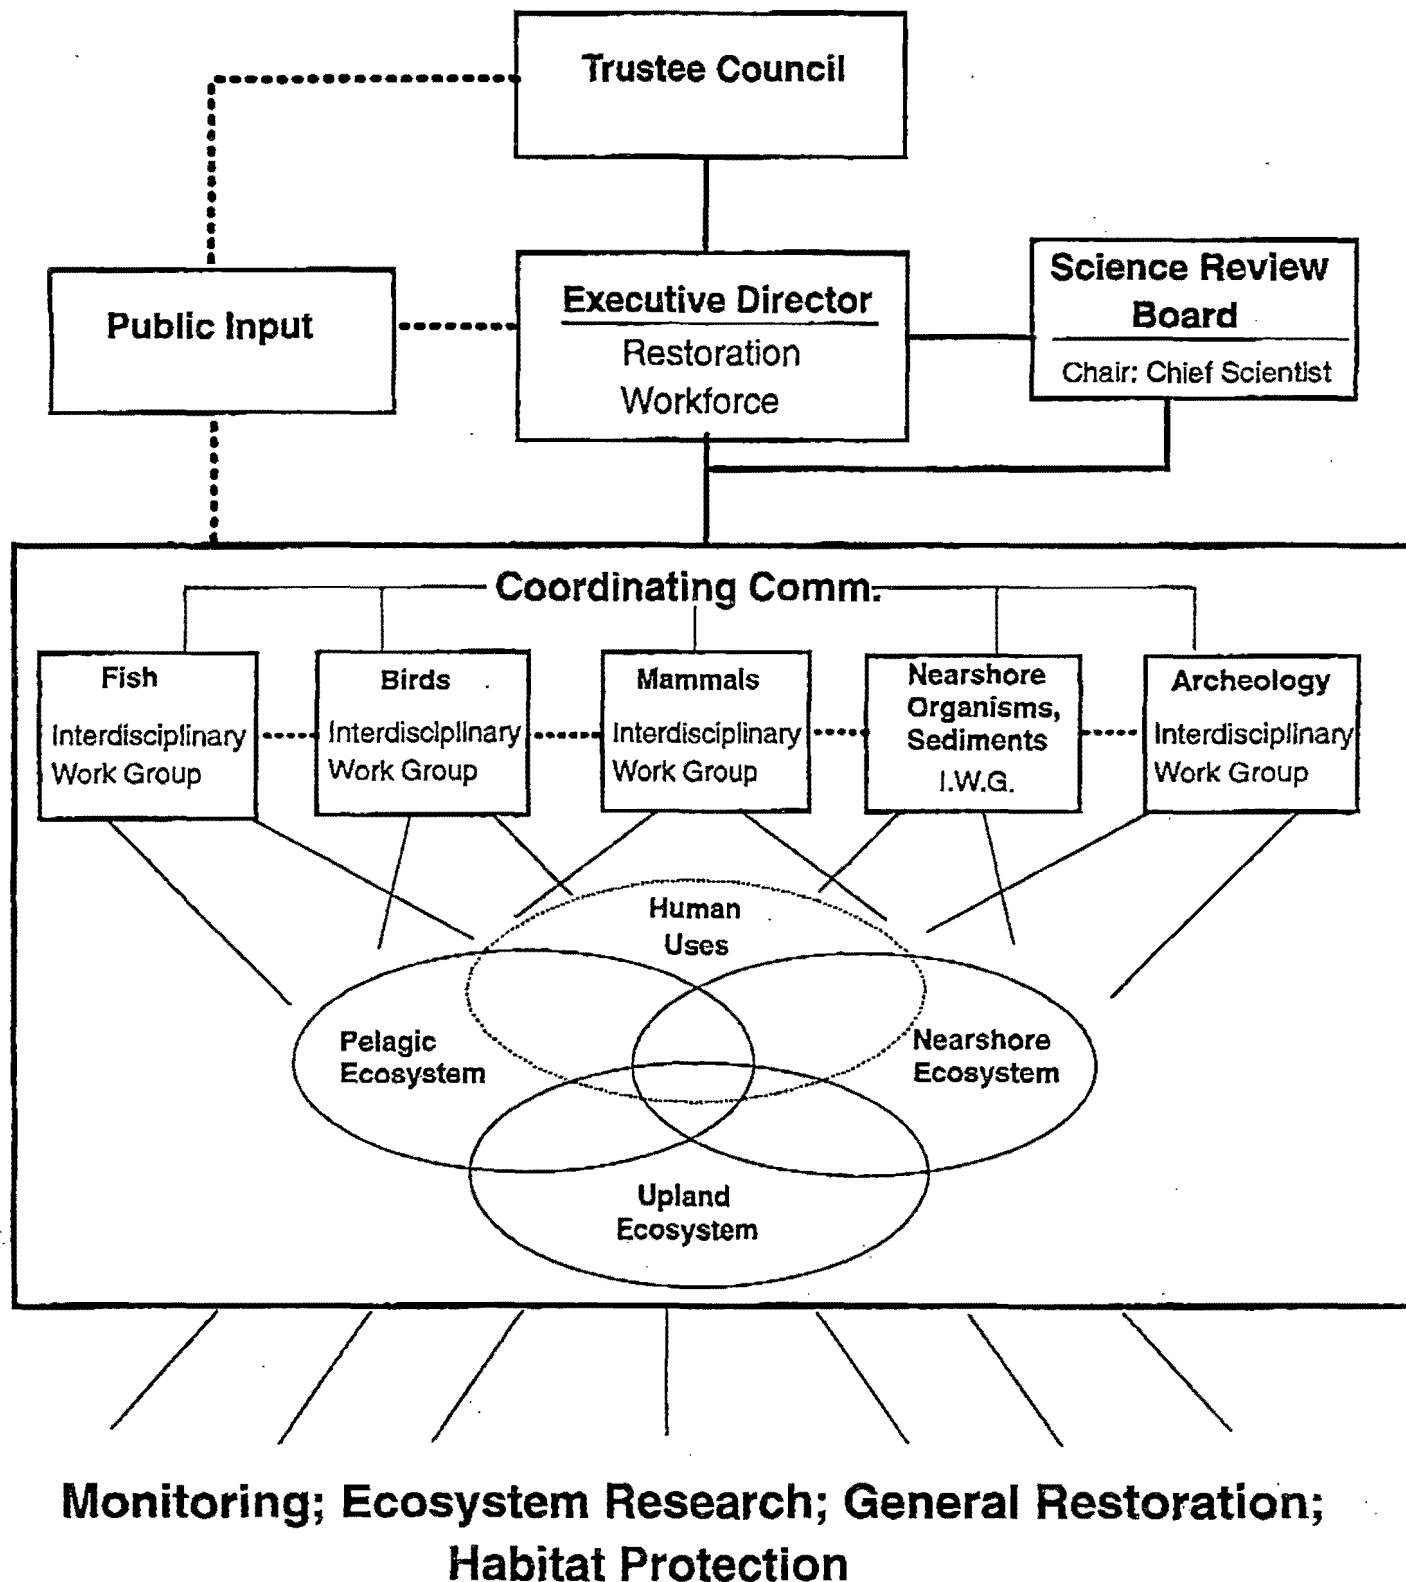 Trustee Council
Public Input
Executive Director
Restoration
Workforce
Science Review
Board
Chair: Chief Scientist
Coordinating Comm.
Fish
Interdisciplinary
Work Group
Birds
Interdisciplinary
Work Group
Mammals
Interdisciplinary
Work Group
Nearshore
Organisms,
Sediments
I.W.G.
Archeology
Interdisciplinary
Work Group
Human
Uses
Pelagic
Ecosystem
Nearshore
Ecosystem
Upland
Ecosystem
Monitoring; Ecosystem Research; General Restoration;
Habitat Protection